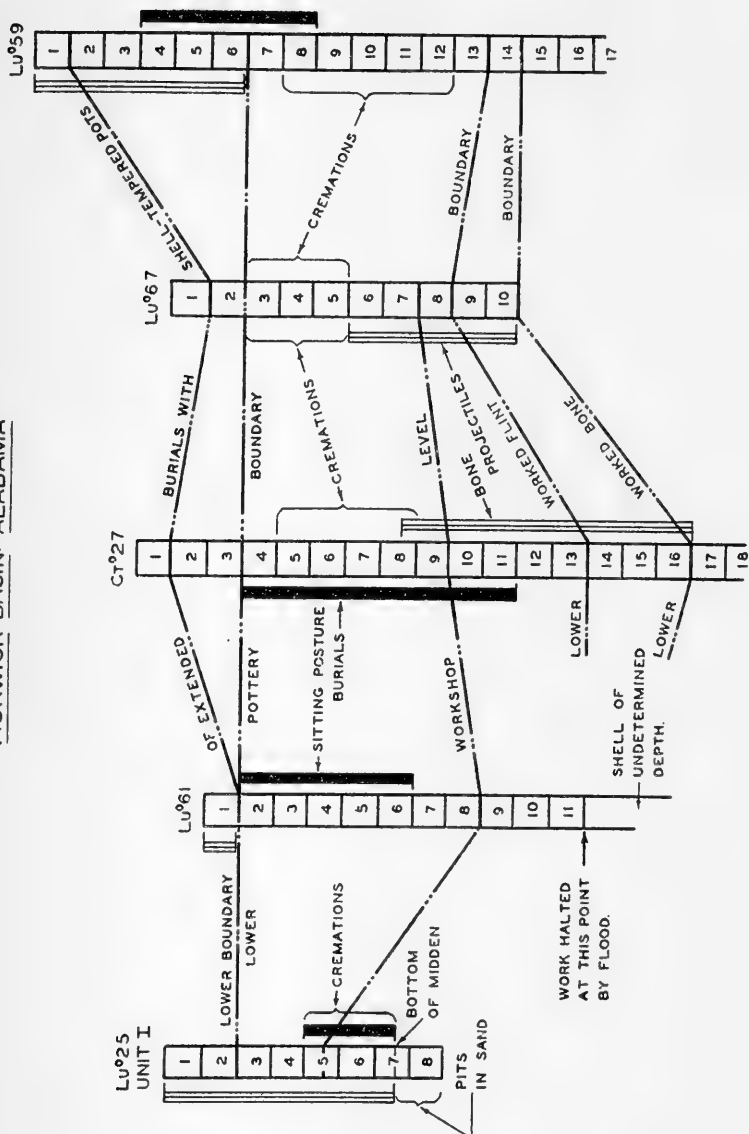 BASIN ALABAMA
Lu°25
UNIT I
1
2
3
4
5
6
7
8
PITS
IN SAND
BOTTOM
OF MIDDEN
CREMATIONS
LOWER BOUNDARY
LOWER
Lu°61
1
2
3
4
5
6
7
8
9
10
11
WORK HALTED
AT THIS POINT
BY FLOOD.
SHELL OF
UNDETERMINED
DEPTH.
OF EXTENDED
POTTERY
SITTING POSTURE
BURIALS
WORKSHOP
LOWER
LOWER
Ct°27
1
2
3
4
5
6
7
8
9
10
11
12
13
14
15
16
17
18
BURIALS WITH
BOUNDARY
CREMATIONS
LEVEL
BONE
PROJECTILES
WORKED FLINT
WORKED BONE
Lu°67
1
2
3
4
5
6
7
8
9
10
SHELL-TEMPERED POTS
CREMATIONS
BOUNDARY
BOUNDARY
Lu°59
1
2
3
4
5
6
7
8
9
10
11
12
13
14
15
16
17